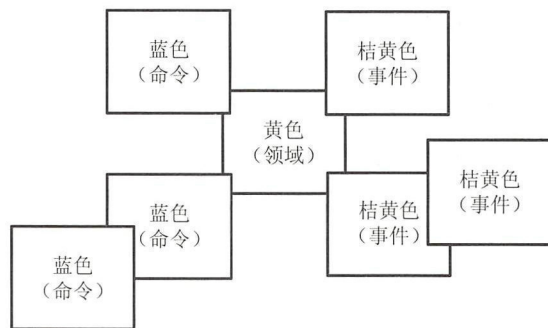 蓝色
(命令)
桔黄色
(事件)
黄色
(领域)
蓝色
(命令)
桔黄色
(事件)
桔黄色
(事件)
蓝色
(命令)